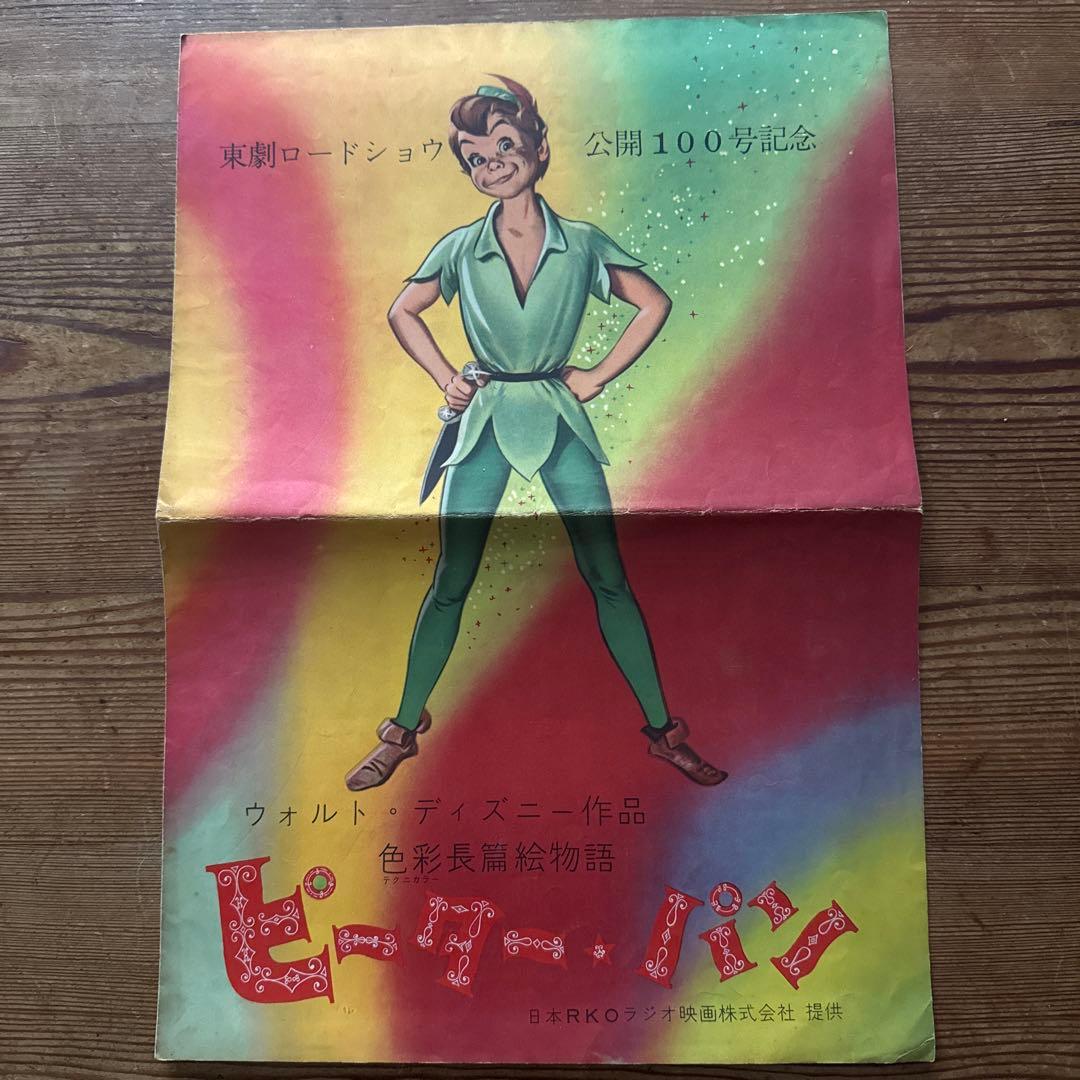 東劇ロードショウ 公開100号記念
ウォルト・ディズニー作品
色彩長篇絵物語
テクニカラー
ピーター★パン
日本RKOラジオ映画株式会社 提供